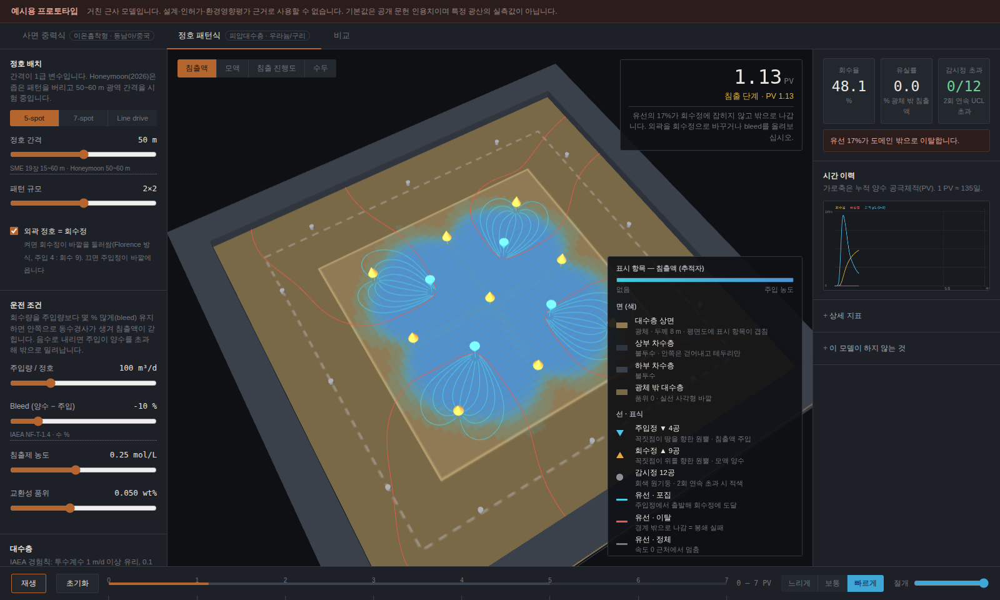 예시용 프로토타입 거친 근사 모델입니다. 설계·인허가·환경영향평가 근거로 사용할 수 없습니다. 기본값은 공개 문헌 인용치이며 특정 광산의 실측값이 아닙니다.
사면 중력식 이온흡착형 · 동남아/중국 정호 패턴식 피압대수층 · 우라늄/구리 비교
정호 배치
간격이 1급 변수입니다. Honeymoon(2026)은
좁은 패턴을 버리고 50~60 m 광역 간격을 시
험 중입니다.
5-spot 7-spot Line drive
정호 간격 50 m
SME 19장 15~60 m · Honeymoon 50~60 m
패턴 규모 2×2
외곽 정호 = 회수정
켜면 회수정이 바깥을 둘러쌈(Florence 방
식, 주입 4 : 회수 9). 끄면 주입정이 바깥에
옵니다
운전 조건
회수량을 주입량보다 몇 % 많게(bleed) 유지
하면 안쪽으로 동수경사가 생겨 침출액이 갇
힙니다. 음수로 내리면 주입이 양수를 초과
해 밖으로 밀려납니다.
주입량 / 정호 100 m³/d
Bleed (양수 − 주입) -10 %
IAEA NF-T-1.4 · 수 %
침출제 농도 0.25 mol/L
교환성 품위 0.050 wt%
대수층
IAEA 경험칙: 투수계수 1 m/d 이상 유리, 0.1
침출액 모액 침출 진행도 수두
1.13 PV
침출 단계 · PV 1.13
유선의 17%가 회수정에 잡히지 않고 밖으로 나갑
니다. 외곽을 회수정으로 바꾸거나 bleed를 올려보
십시오.
표시 항목 — 침출액 (추적자)
없음 주입 농도
면 (색)
대수층 상면
광체 · 두께 8 m · 평면도에 표시 항목이 겹침
상부 차수층
불투수 · 안쪽은 걷어내고 테두리만
하부 차수층
불투수
광체 밖 대수층
품위 0 · 실선 사각형 바깥
선 · 표식
주입정 ▼ 4공
꼭짓점이 땅을 향한 원뿔 · 침출액 주입
회수정 ▲ 9공
꼭짓점이 위를 향한 원뿔 · 모액 양수
감시정 12공
회색 원기둥 · 2회 연속 초과 시 적색
유선 · 포집
주입정에서 출발해 회수정에 도달
유선 · 이탈
경계 밖으로 나감 = 봉쇄 실패
유선 · 정체
속도 0 근처에서 멈춤
회수율 유실률 감시정 초과
48.1 0.0 0/12
% % 광체 밖 침출액 2회 연속 UCL 초과
유선 17%가 도메인 밖으로 이탈합니다.
시간 이력
가로축은 누적 양수 공극체적(PV). 1 PV ≈ 135일.
100%
0
+ 상세 지표
+ 이 모델이 하지 않는 것
재생 초기화 0 1 2 3 4 5 6 7 0 — 7 PV 느리게 보통 빠르게 절개